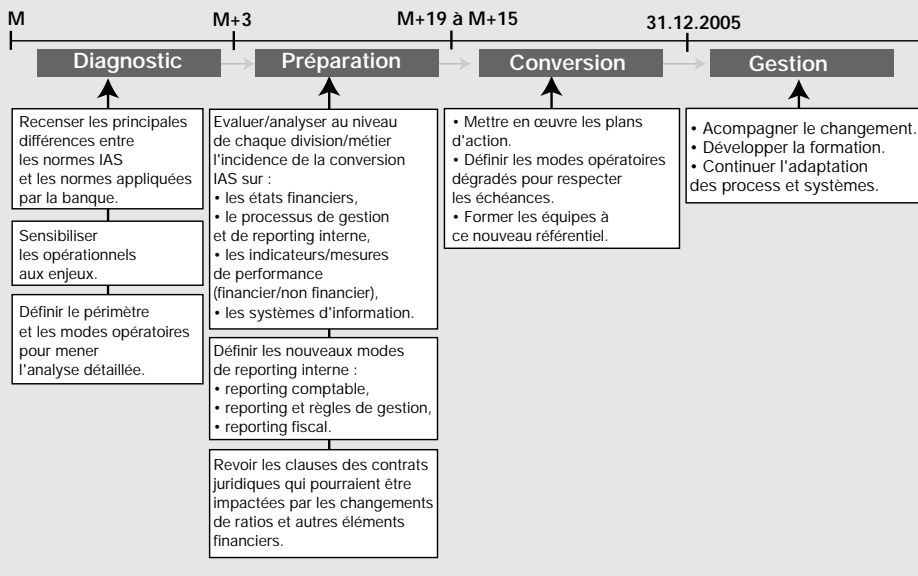 M
M+3
M+19 à M+15
31.12.2005
Diagnostic
Préparation
Conversion
Gestion
Recenser les principales
différences entre
les normes IAS
et les normes appliquées
par la banque.
Sensibiliser
les opérationnels
aux enjeux.
Définir le périmètre
et les modes opératoires
pour mener
l'analyse détaillée.
Evaluer/analyser au niveau
de chaque division/métier
l'incidence de la conversion
IAS sur :
• les états financiers,
• le processus de gestion
et de reporting interne,
• les indicateurs/mesures
de performance
(financier/non financier),
• les systèmes d'information.
Définir les nouveaux modes
de reporting interne :
• reporting comptable,
• reporting et règles de gestion,
• reporting fiscal.
Revoir les clauses des contrats
juridiques qui pourraient être
impactées par les changements
de ratios et autres éléments
financiers.
• Mettre en œuvre les plans
d'action.
• Définir les modes opératoires
dégradés pour respecter
les échéances.
• Former les équipes à
ce nouveau référentiel.
• Acompagner le changement.
• Développer la formation.
• Continuer l'adaptation
des process et systèmes.